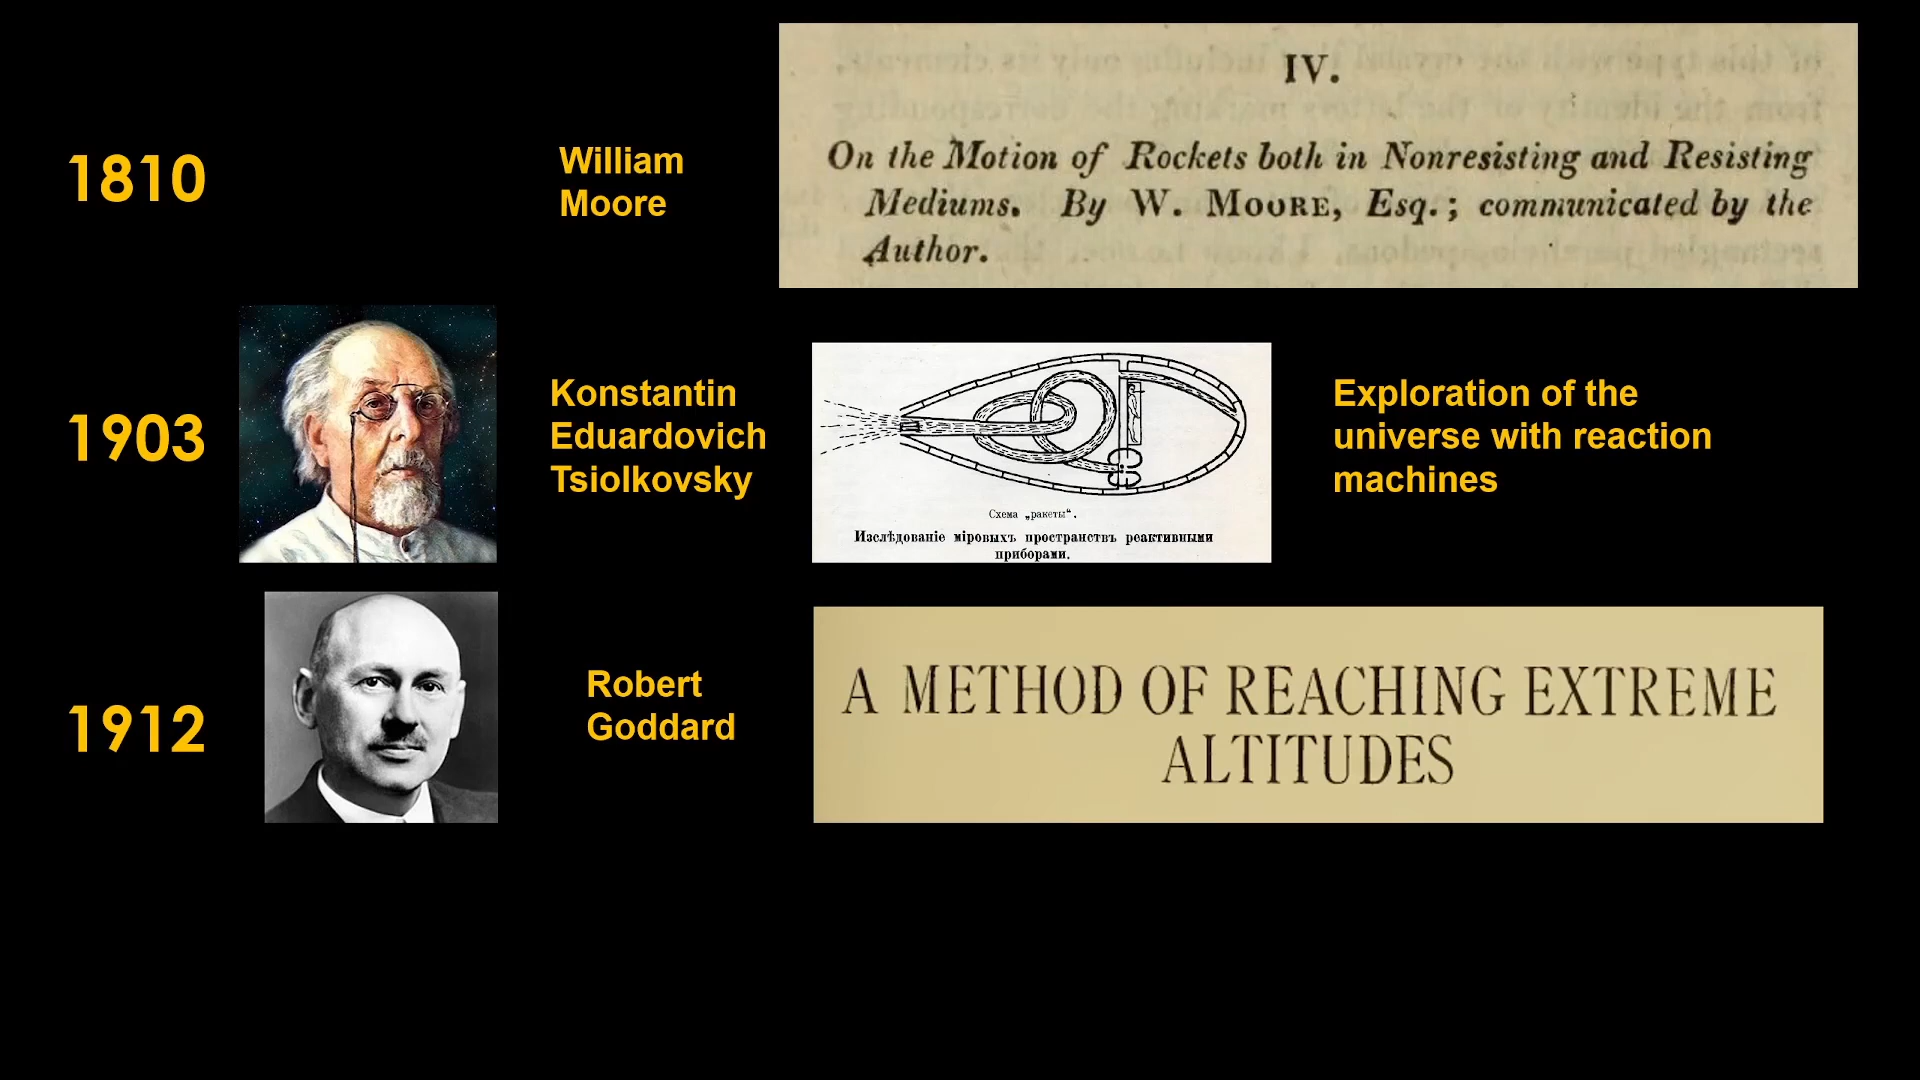 1810
William
Moore
IV.
On the Motion of Rockets both in Nonresisting and Resisting
Mediums. By W. MOORE, Esq.; communicated by the
Author.
1903
Konstantin
Eduardovich
Tsiolkovsky
Схема „ракеты“.
Изслѣдованіе міровыхъ пространствъ реактивными
приборами.
Exploration of the
universe with reaction
machines
1912
Robert
Goddard
A METHOD OF REACHING EXTREME
ALTITUDES